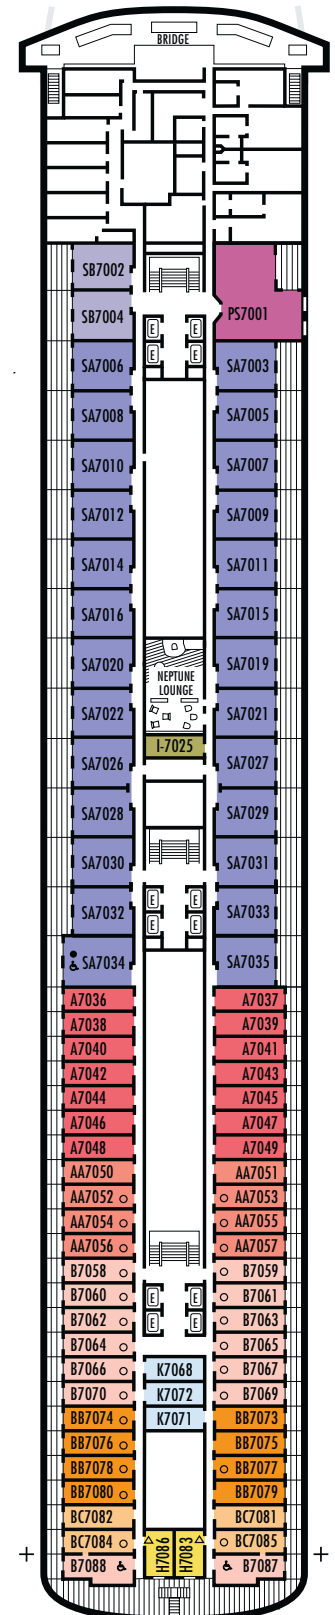 BRIDGE
SB7002
SB7004 PS7001
E E
E E
SA7006 SA7003
SA7008 SA7005
SA7010 SA7007
SA7012 SA7009
SA7014 SA7011
SA7016 SA7015
SA7020 SA7019
NEPTUNE
LOUNGE
SA7022 SA7021
I-7025
SA7026 SA7027
SA7028 SA7029
SA7030 SA7031
E E
SA7032 SA7033
E E
SA7034 SA7035
A7036 A7037
A7038 A7039
A7040 A7041
A7042 A7043
A7044 A7045
A7046 A7047
A7048 A7049
AA7050 AA7051
AA7052 AA7053
AA7054 AA7055
AA7056 AA7057
B7058 B7059
B7060 E E B7061
B7062 E E B7063
B7064 B7065
B7066 K7068 B7067
B7070 K7072 B7069
BB7074 K7071 BB7073
BB7076 BB7075
BB7078 BB7077
BB7080 BB7079
BC7082 BC7081
BC7084 BC7085
H7086 H7083
B7088 B7087